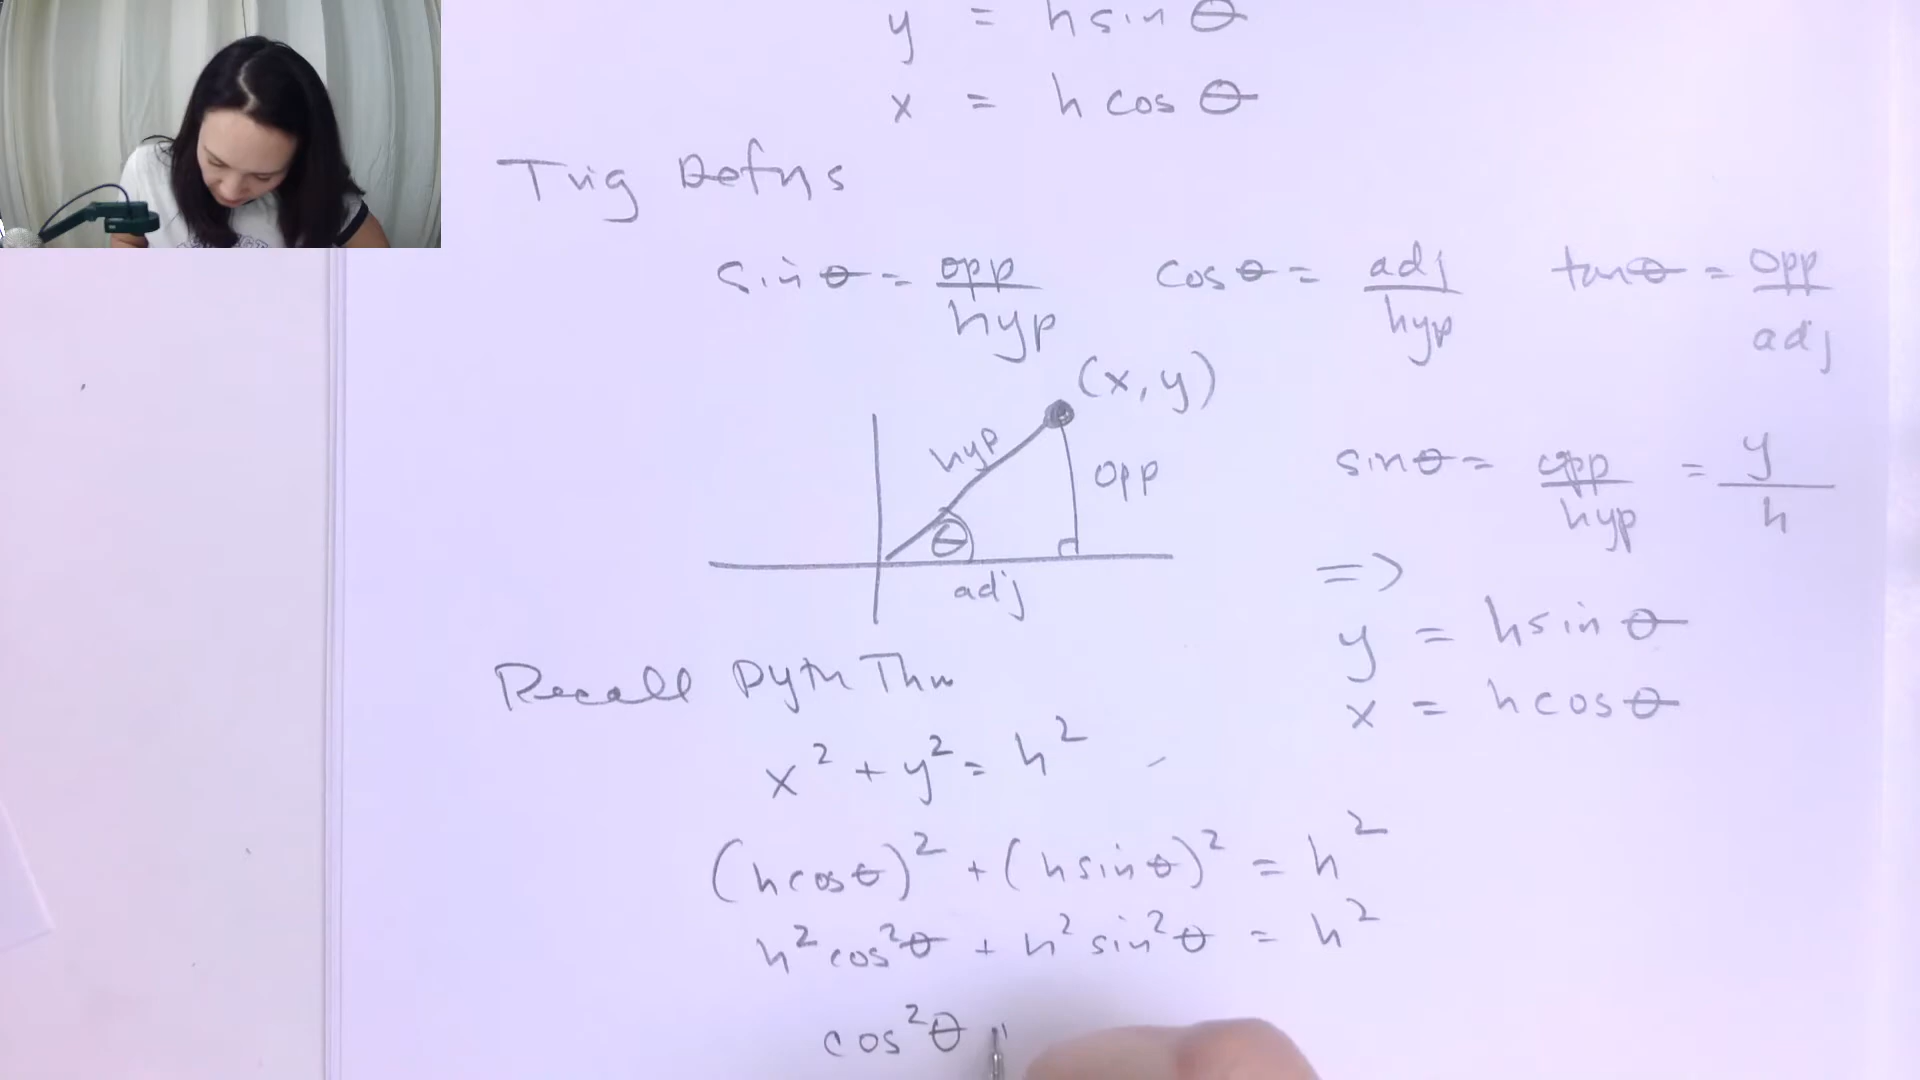 y = h sin θ
x = h cos θ
Trig Defns
sin θ = opp/hyp cos θ = adj/hyp tan θ = opp/adj
(x, y)
hyp
opp
θ
adj
sin θ = opp/hyp = y/h
=>
y = h sin θ
x = h cos θ
Recall Pyth Thm
x² + y² = h²
(h cos θ)² + (h sin θ)² = h²
h² cos² θ + h² sin² θ = h²
cos² θ